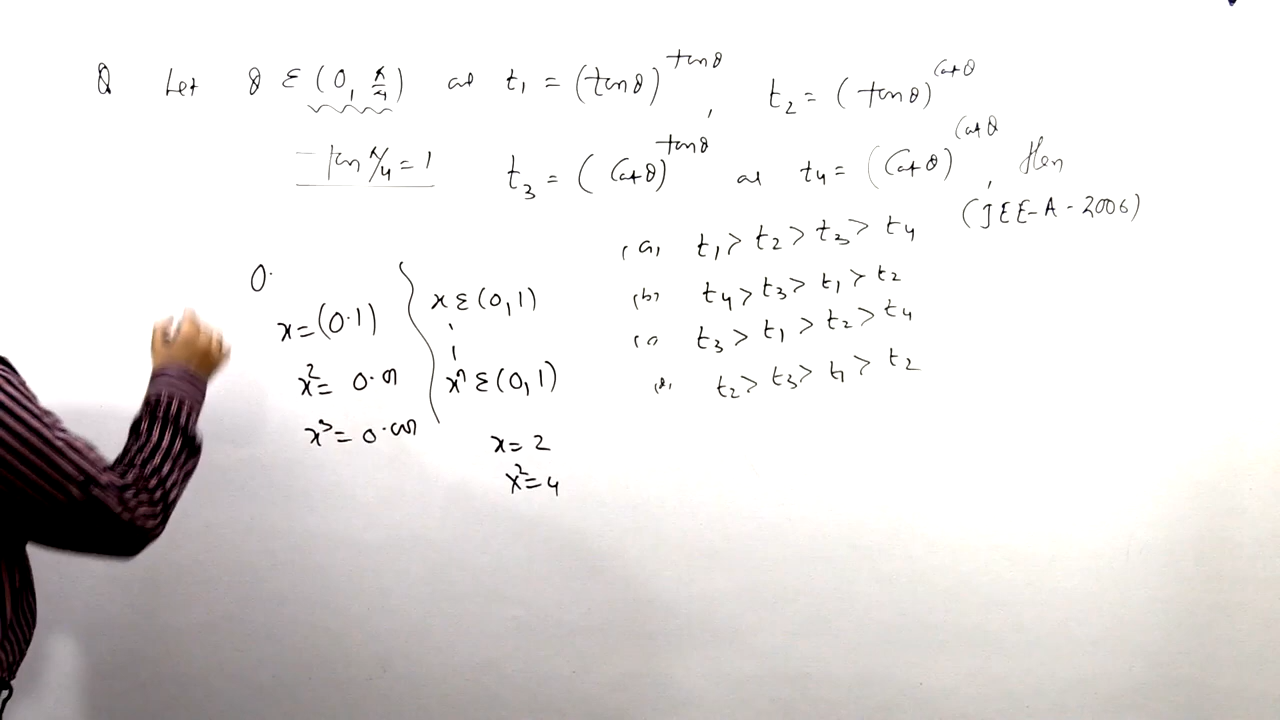 Q Let θ ε (0, π/4) and t₁ = (tanθ)^tanθ, t₂ = (tanθ)^cotθ
tan π/4 = 1 t₃ = (cotθ)^tanθ and t₄ = (cotθ)^cotθ, then
(JEE-A-2006)
(a) t₁ > t₂ > t₃ > t₄
(b) t₄ > t₃ > t₁ > t₂
(c) t₃ > t₁ > t₂ > t₄
(d) t₂ > t₃ > t₁ > t₂
0.
x = (0.1)
x² = 0.01
x³ = 0.001
x ε (0, 1)
xⁿ ε (0, 1)
x = 2
x² = 4